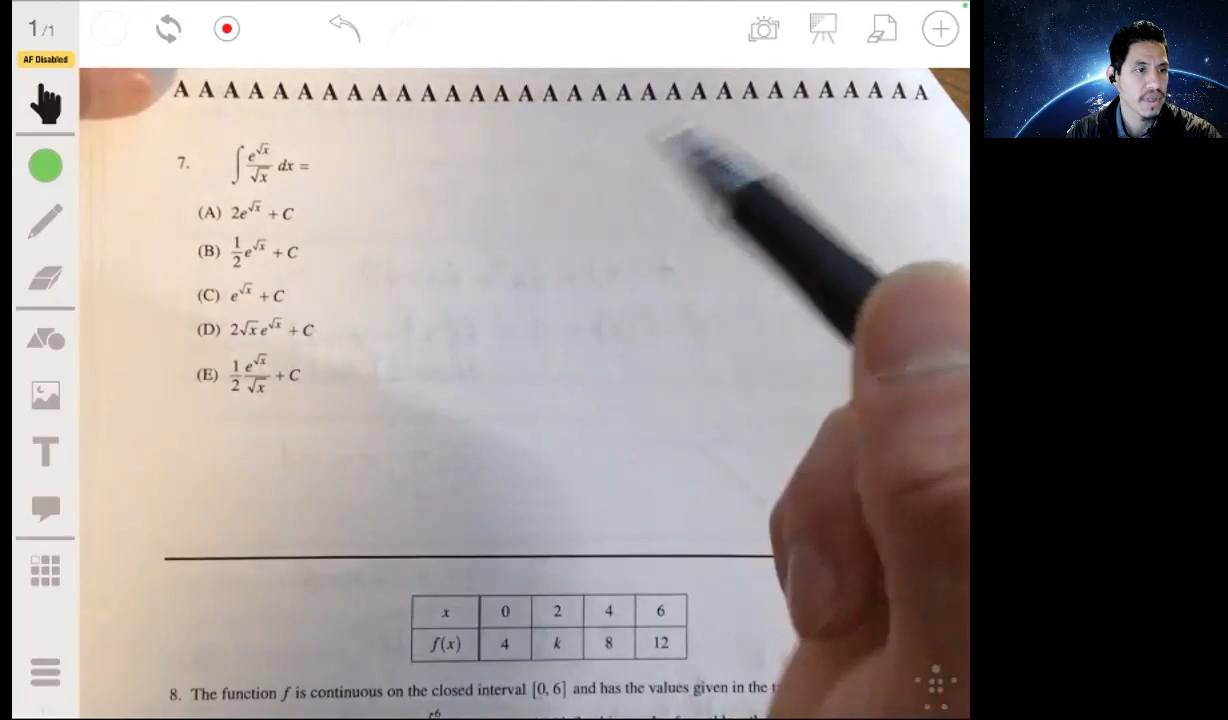 1/1
AF Disabled
T
A A A A A A A A A A A A A A A A A A A A A A A A A A A A A A A
7. ∫ e^√x / √x dx =
(A) 2e^√x + C
(B) 1/2 e^√x + C
(C) e^√x + C
(D) 2√x e^√x + C
(E) 1/2 e^√x / √x + C
x 0 2 4 6
f(x) 4 k 8 12
8. The function f is continuous on the closed interval [0, 6] and has the values given in the